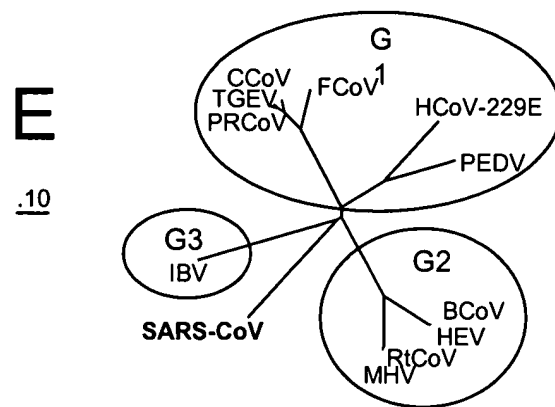 E
.10
G
1
CCoV
FCoV
TGEV
PRCoV
HCoV-229E
PEDV
G3
IBV
SARS-CoV
G2
BCoV
HEV
RtCoV
MHV